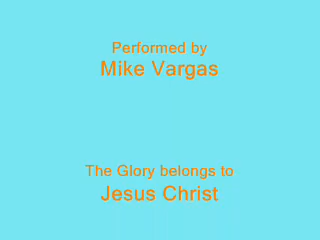 Performed by
Mike Vargas
The Glory belongs to
Jesus Christ